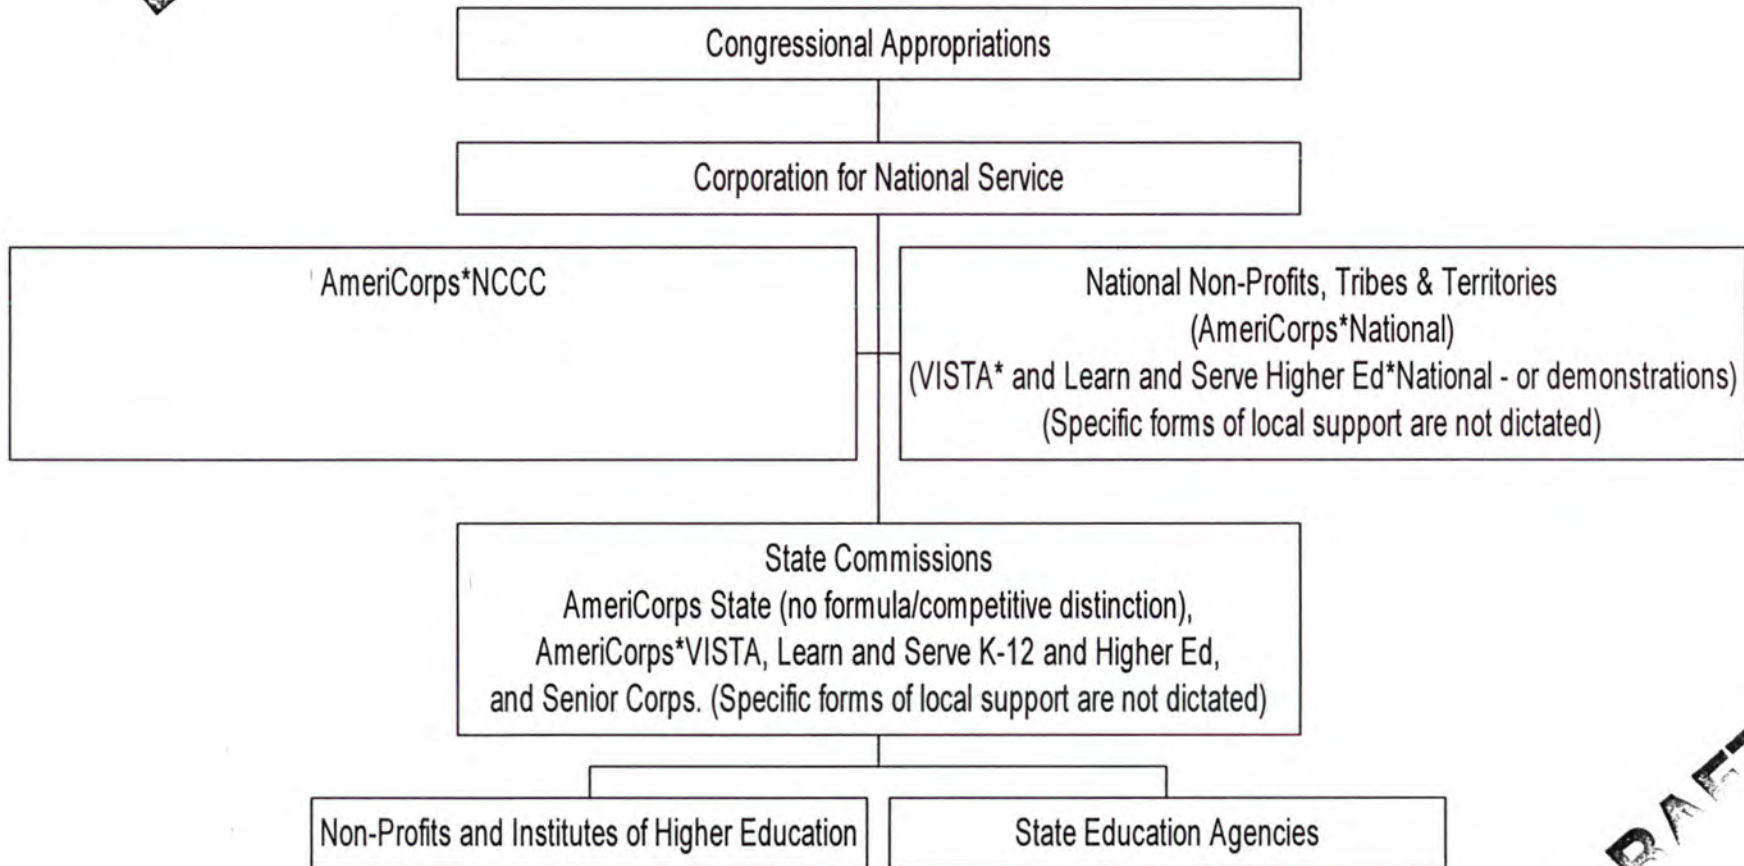 Congressional Appropriations
Corporation for National Service
AmeriCorps*NCCC
National Non-Profits, Tribes & Territories
(AmeriCorps*National)
(VISTA* and Learn and Serve Higher Ed*National - or demonstrations)
(Specific forms of local support are not dictated)
State Commissions
AmeriCorps State (no formula/competitive distinction),
AmeriCorps*VISTA, Learn and Serve K-12 and Higher Ed,
and Senior Corps. (Specific forms of local support are not dictated)
Non-Profits and Institutes of Higher Education
State Education Agencies